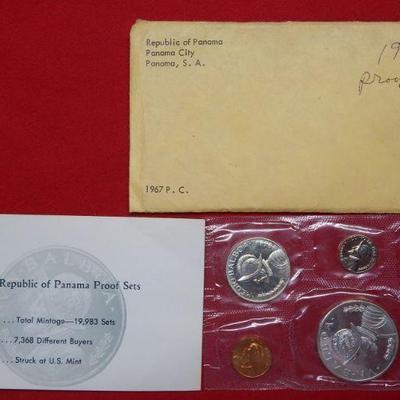 Republic of Panama
Panama City
Panama, S. A.
19
proo
1967 P. C.
Republic of Panama Proof Sets
...Total Mintage—19,983 Sets
...7,368 Different Buyers
...Struck at U.S. Mint